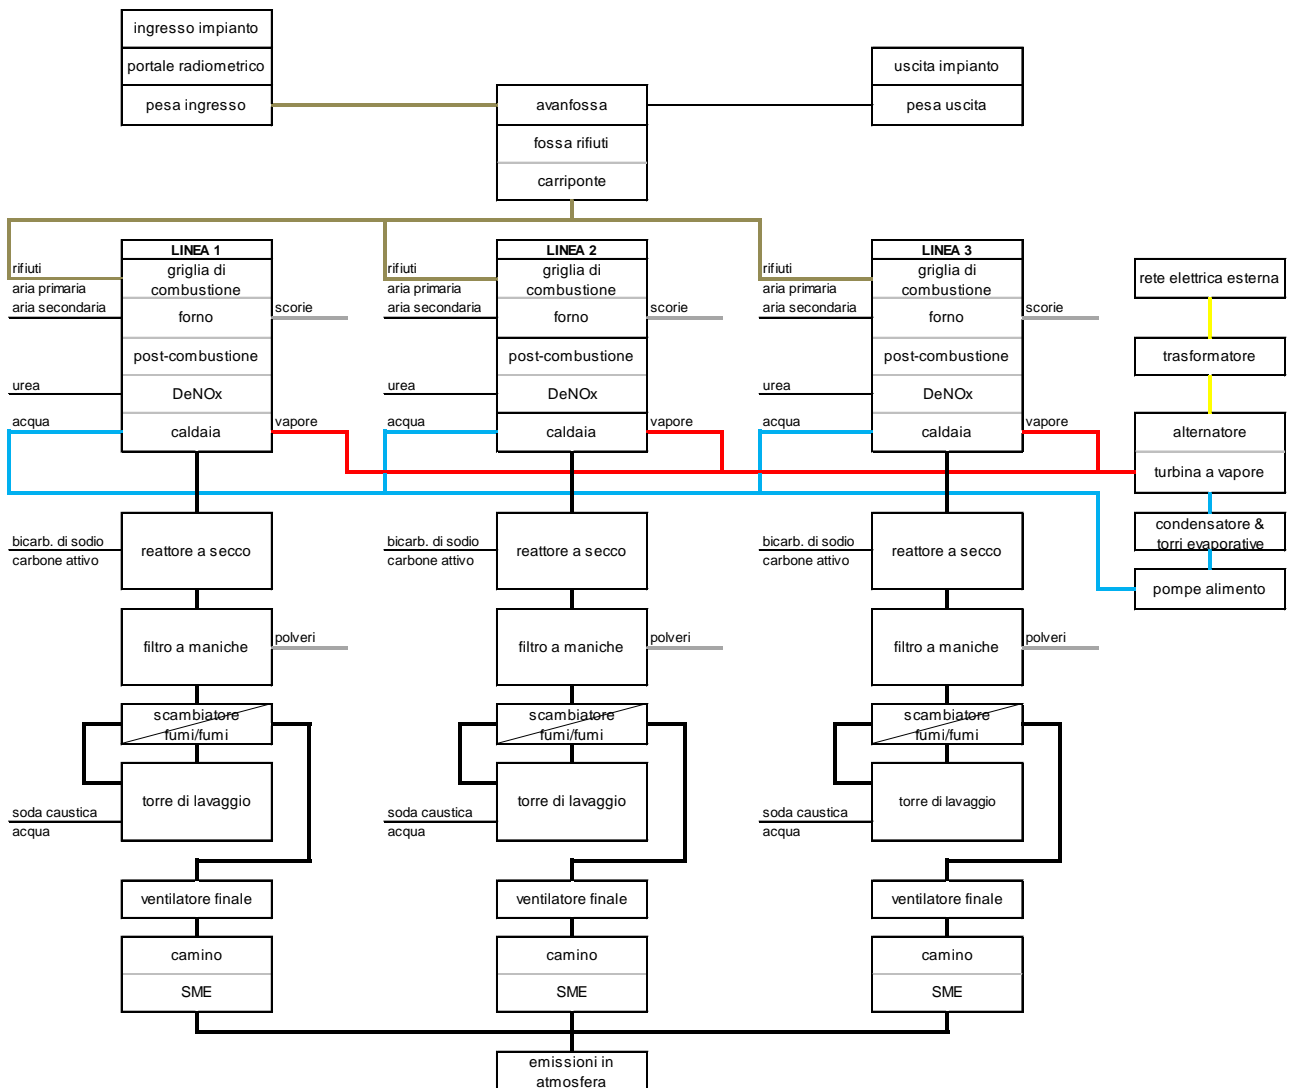 ingresso impianto
portale radiometrico
pesa ingresso
uscita impianto
pesa uscita
avanfossa
fossa rifiuti
carriponte
LINEA 1
rifiuti
griglia di
combustione
aria primaria
aria secondaria
forno
scorie
post-combustione
urea
DeNOx
acqua
caldaia
vapore
bicarb. di sodio
carbone attivo
reattore a secco
filtro a maniche
polveri
scambiatore
fumi/fumi
torre di lavaggio
soda caustica
acqua
ventilatore finale
camino
SME
LINEA 2
rifiuti
griglia di
combustione
aria primaria
aria secondaria
forno
scorie
post-combustione
urea
DeNOx
acqua
caldaia
vapore
bicarb. di sodio
carbone attivo
reattore a secco
filtro a maniche
polveri
scambiatore
fumi/fumi
torre di lavaggio
soda caustica
acqua
ventilatore finale
camino
SME
LINEA 3
rifiuti
griglia di
combustione
aria primaria
aria secondaria
forno
scorie
post-combustione
urea
DeNOx
acqua
caldaia
vapore
bicarb. di sodio
carbone attivo
reattore a secco
filtro a maniche
polveri
scambiatore
fumi/fumi
torre di lavaggio
soda caustica
acqua
ventilatore finale
camino
SME
rete elettrica esterna
trasformatore
alternatore
turbina a vapore
condensatore &
torri evaporative
pompe alimento
emissioni in
atmosfera